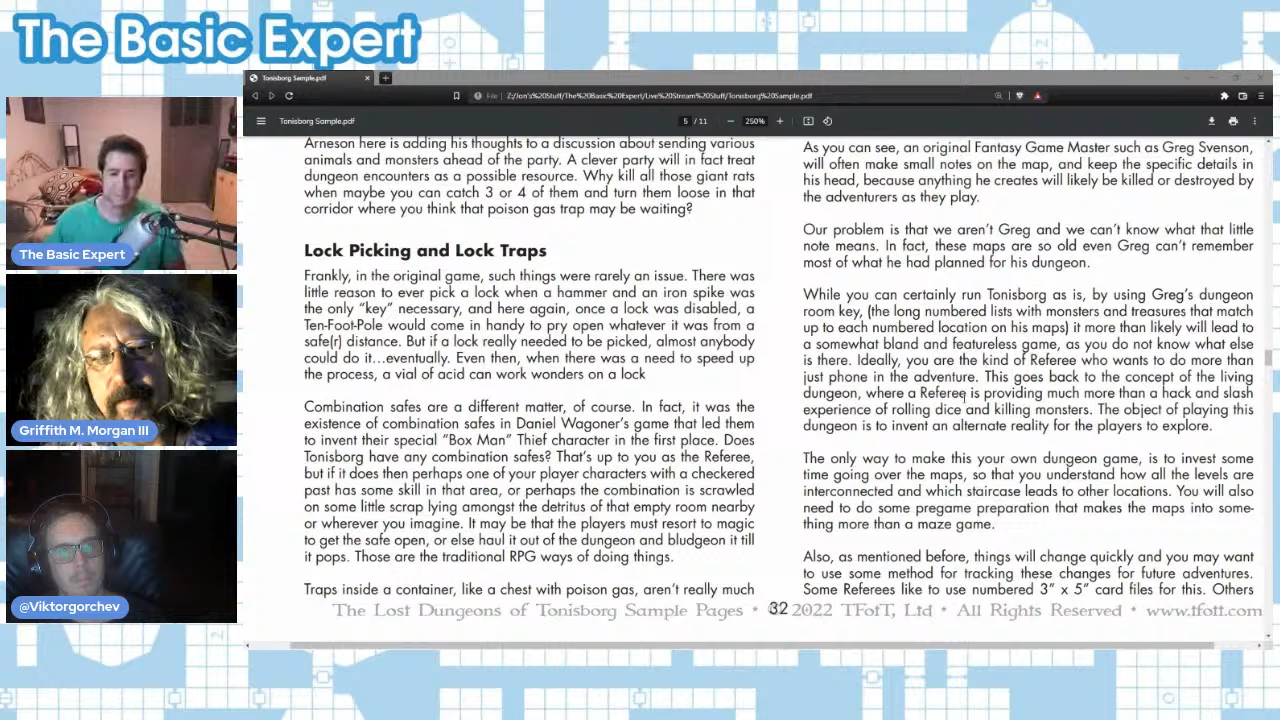 The Basic Expert
Tonisborg Sample.pdf
File
Z:/Jon's%20Stuff/The%20Basic%20Expert/Live%20Stream%20Stuff/Tonisborg%20Sample.pdf
Tonisborg Sample.pdf
5 / 11
250%
The Basic Expert
Griffith M. Morgan III
@Viktorgorchev
Arneson here is adding his thoughts to a discussion about sending various
animals and monsters ahead of the party. A clever party will in fact treat
dungeon encounters as a possible resource. Why kill all those giant rats
when maybe you can catch 3 or 4 of them and turn them loose in that
corridor where you think that poison gas trap may be waiting?
Lock Picking and Lock Traps
Frankly, in the original game, such things were rarely an issue. There was
little reason to ever pick a lock when a hammer and an iron spike was
the only "key" necessary, and here again, once a lock was disabled, a
Ten-Foot-Pole would come in handy to pry open whatever it was from a
safe(r) distance. But if a lock really needed to be picked, almost anybody
could do it…eventually. Even then, when there was a need to speed up
the process, a vial of acid can work wonders on a lock
Combination safes are a different matter, of course. In fact, it was the
existence of combination safes in Daniel Wagoner's game that led them
to invent their special "Box Man" Thief character in the first place. Does
Tonisborg have any combination safes? That's up to you as the Referee,
but if it does then perhaps one of your player characters with a checkered
past has some skill in that area, or perhaps the combination is scrawled
on some little scrap lying amongst the detritus of that empty room nearby
or wherever you imagine. It may be that the players must resort to magic
to get the safe open, or else haul it out of the dungeon and bludgeon it till
it pops. Those are the traditional RPG ways of doing things.
Traps inside a container, like a chest with poison gas, aren't really much
As you can see, an original Fantasy Game Master such as Greg Svenson,
will often make small notes on the map, and keep the specific details in
his head, because anything he creates will likely be killed or destroyed by
the adventurers as they play.
Our problem is that we aren't Greg and we can't know what that little
note means. In fact, these maps are so old even Greg can't remember
most of what he had planned for his dungeon.
While you can certainly run Tonisborg as is, by using Greg's dungeon
room key, (the long numbered lists with monsters and treasures that match
up to each numbered location on his maps) it more than likely will lead to
a somewhat bland and featureless game, as you do not know what else
is there. Ideally, you are the kind of Referee who wants to do more than
just phone in the adventure. This goes back to the concept of the living
dungeon, where a Referee is providing much more than a hack and slash
experience of rolling dice and killing monsters. The object of playing this
dungeon is to invent an alternate reality for the players to explore.
The only way to make this your own dungeon game, is to invest some
time going over the maps, so that you understand how all the levels are
interconnected and which staircase leads to other locations. You will also
need to do some pregame preparation that makes the maps into some-
thing more than a maze game.
Also, as mentioned before, things will change quickly and you may want
to use some method for tracking these changes for future adventures.
Some Referees like to use numbered 3" x 5" card files for this. Others
The Lost Dungeons of Tonisborg Sample Pages • 32 2022 TFofT, Ltd • All Rights Reserved • www.tfott.com